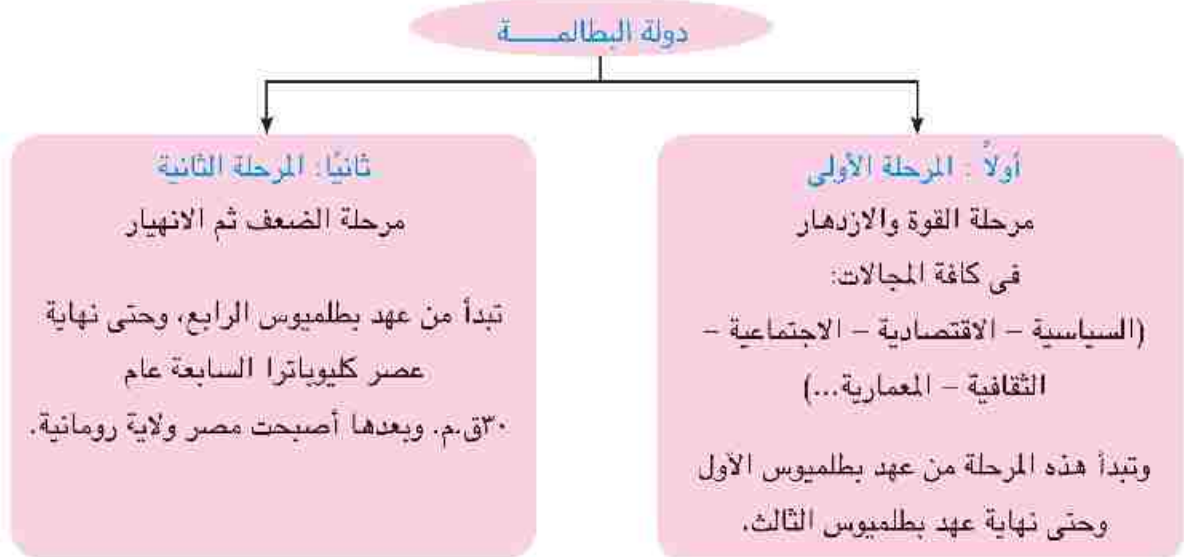 دولة البطالمـــــة
أولاً : المرحلة الأولى
مرحلة القوة والازدهار
فى كافة المجالات:
(السياسية – الاقتصادية – الاجتماعية –
الثقافية – المعمارية...)
وتبدأ هذه المرحلة من عهد بطلميوس الأول
وحتى نهاية عهد بطلميوس الثالث.
ثانيًا: المرحلة الثانية
مرحلة الضعف ثم الانهيار
تبدأ من عهد بطلميوس الرابع، وحتى نهاية
عصر كليوباترا السابعة عام
٣٠ق.م. وبعدها أصبحت مصر ولاية رومانية.